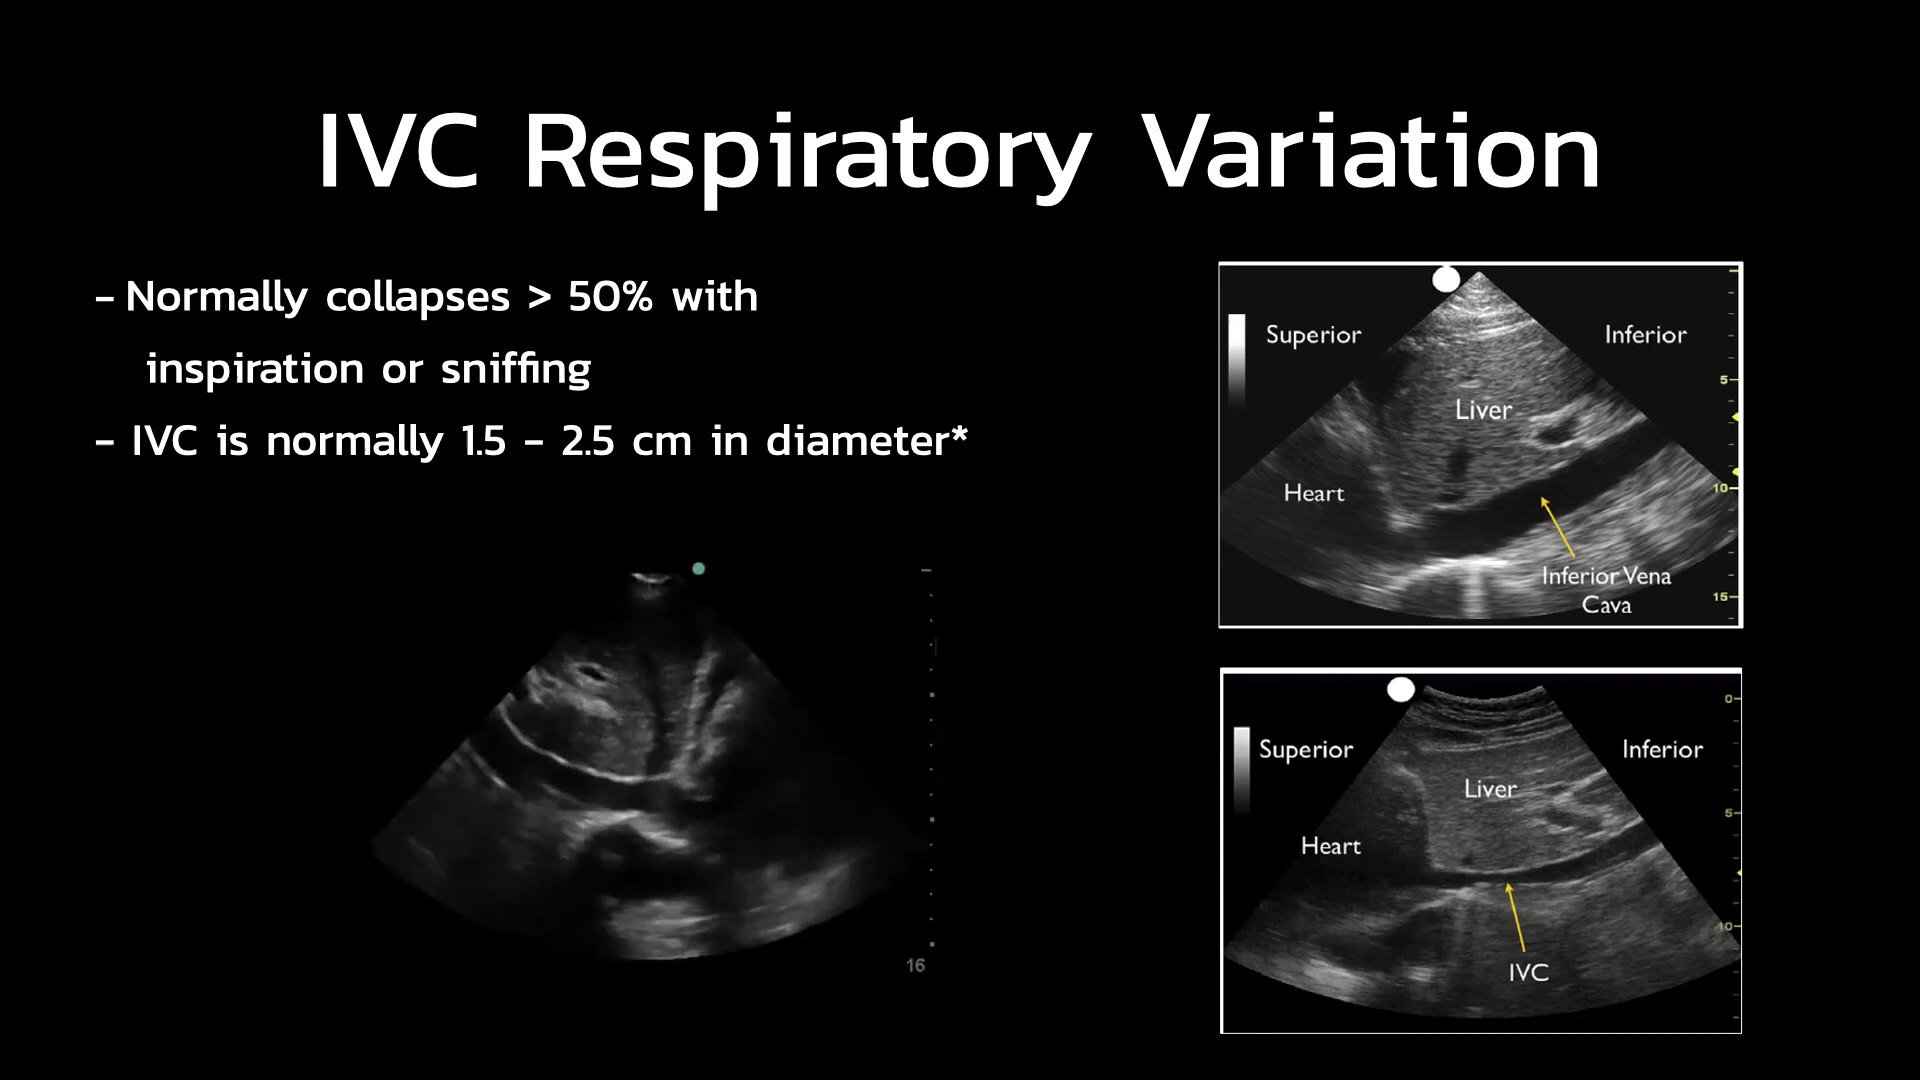 IVC Respiratory Variation
– Normally collapses > 50% with
inspiration or sniffing
– IVC is normally 1.5 – 2.5 cm in diameter*
16
Superior
Inferior
Liver
Heart
Inferior Vena
Cava
5
10
15
Superior
Inferior
Liver
Heart
IVC
0
5
10